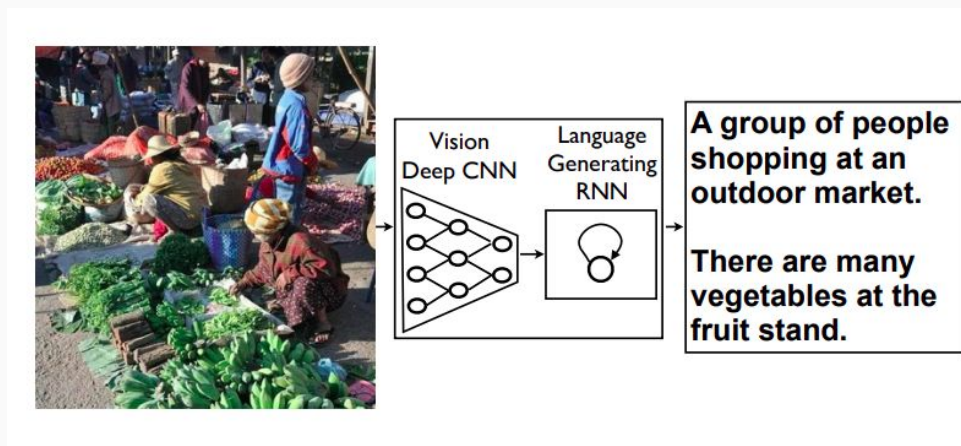 Vision
Deep CNN
Language
Generating
RNN
A group of people
shopping at an
outdoor market.
There are many
vegetables at the
fruit stand.